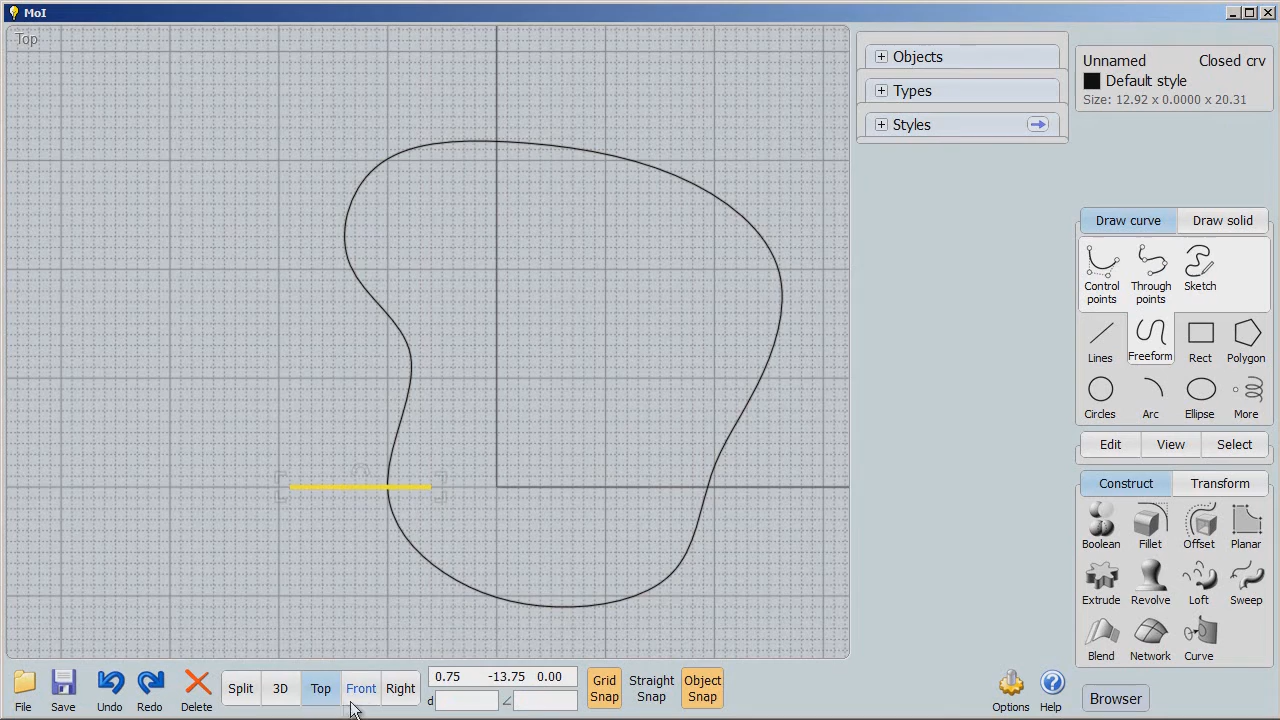 MoI
Top
Objects
Types
Styles
Unnamed Closed crv
Default style
Size: 12.92 x 0.0000 x 20.31
Draw curve Draw solid
Control points Through points Sketch
Lines Freeform Rect Polygon
Circles Arc Ellipse More
Edit View Select
Construct Transform
Boolean Fillet Offset Planar
Extrude Revolve Loft Sweep
Blend Network Curve
File Save Undo Redo Delete Split 3D Top Front Right
0.75 -13.75 0.00
d
Grid Snap Straight Snap Object Snap
Options Help Browser